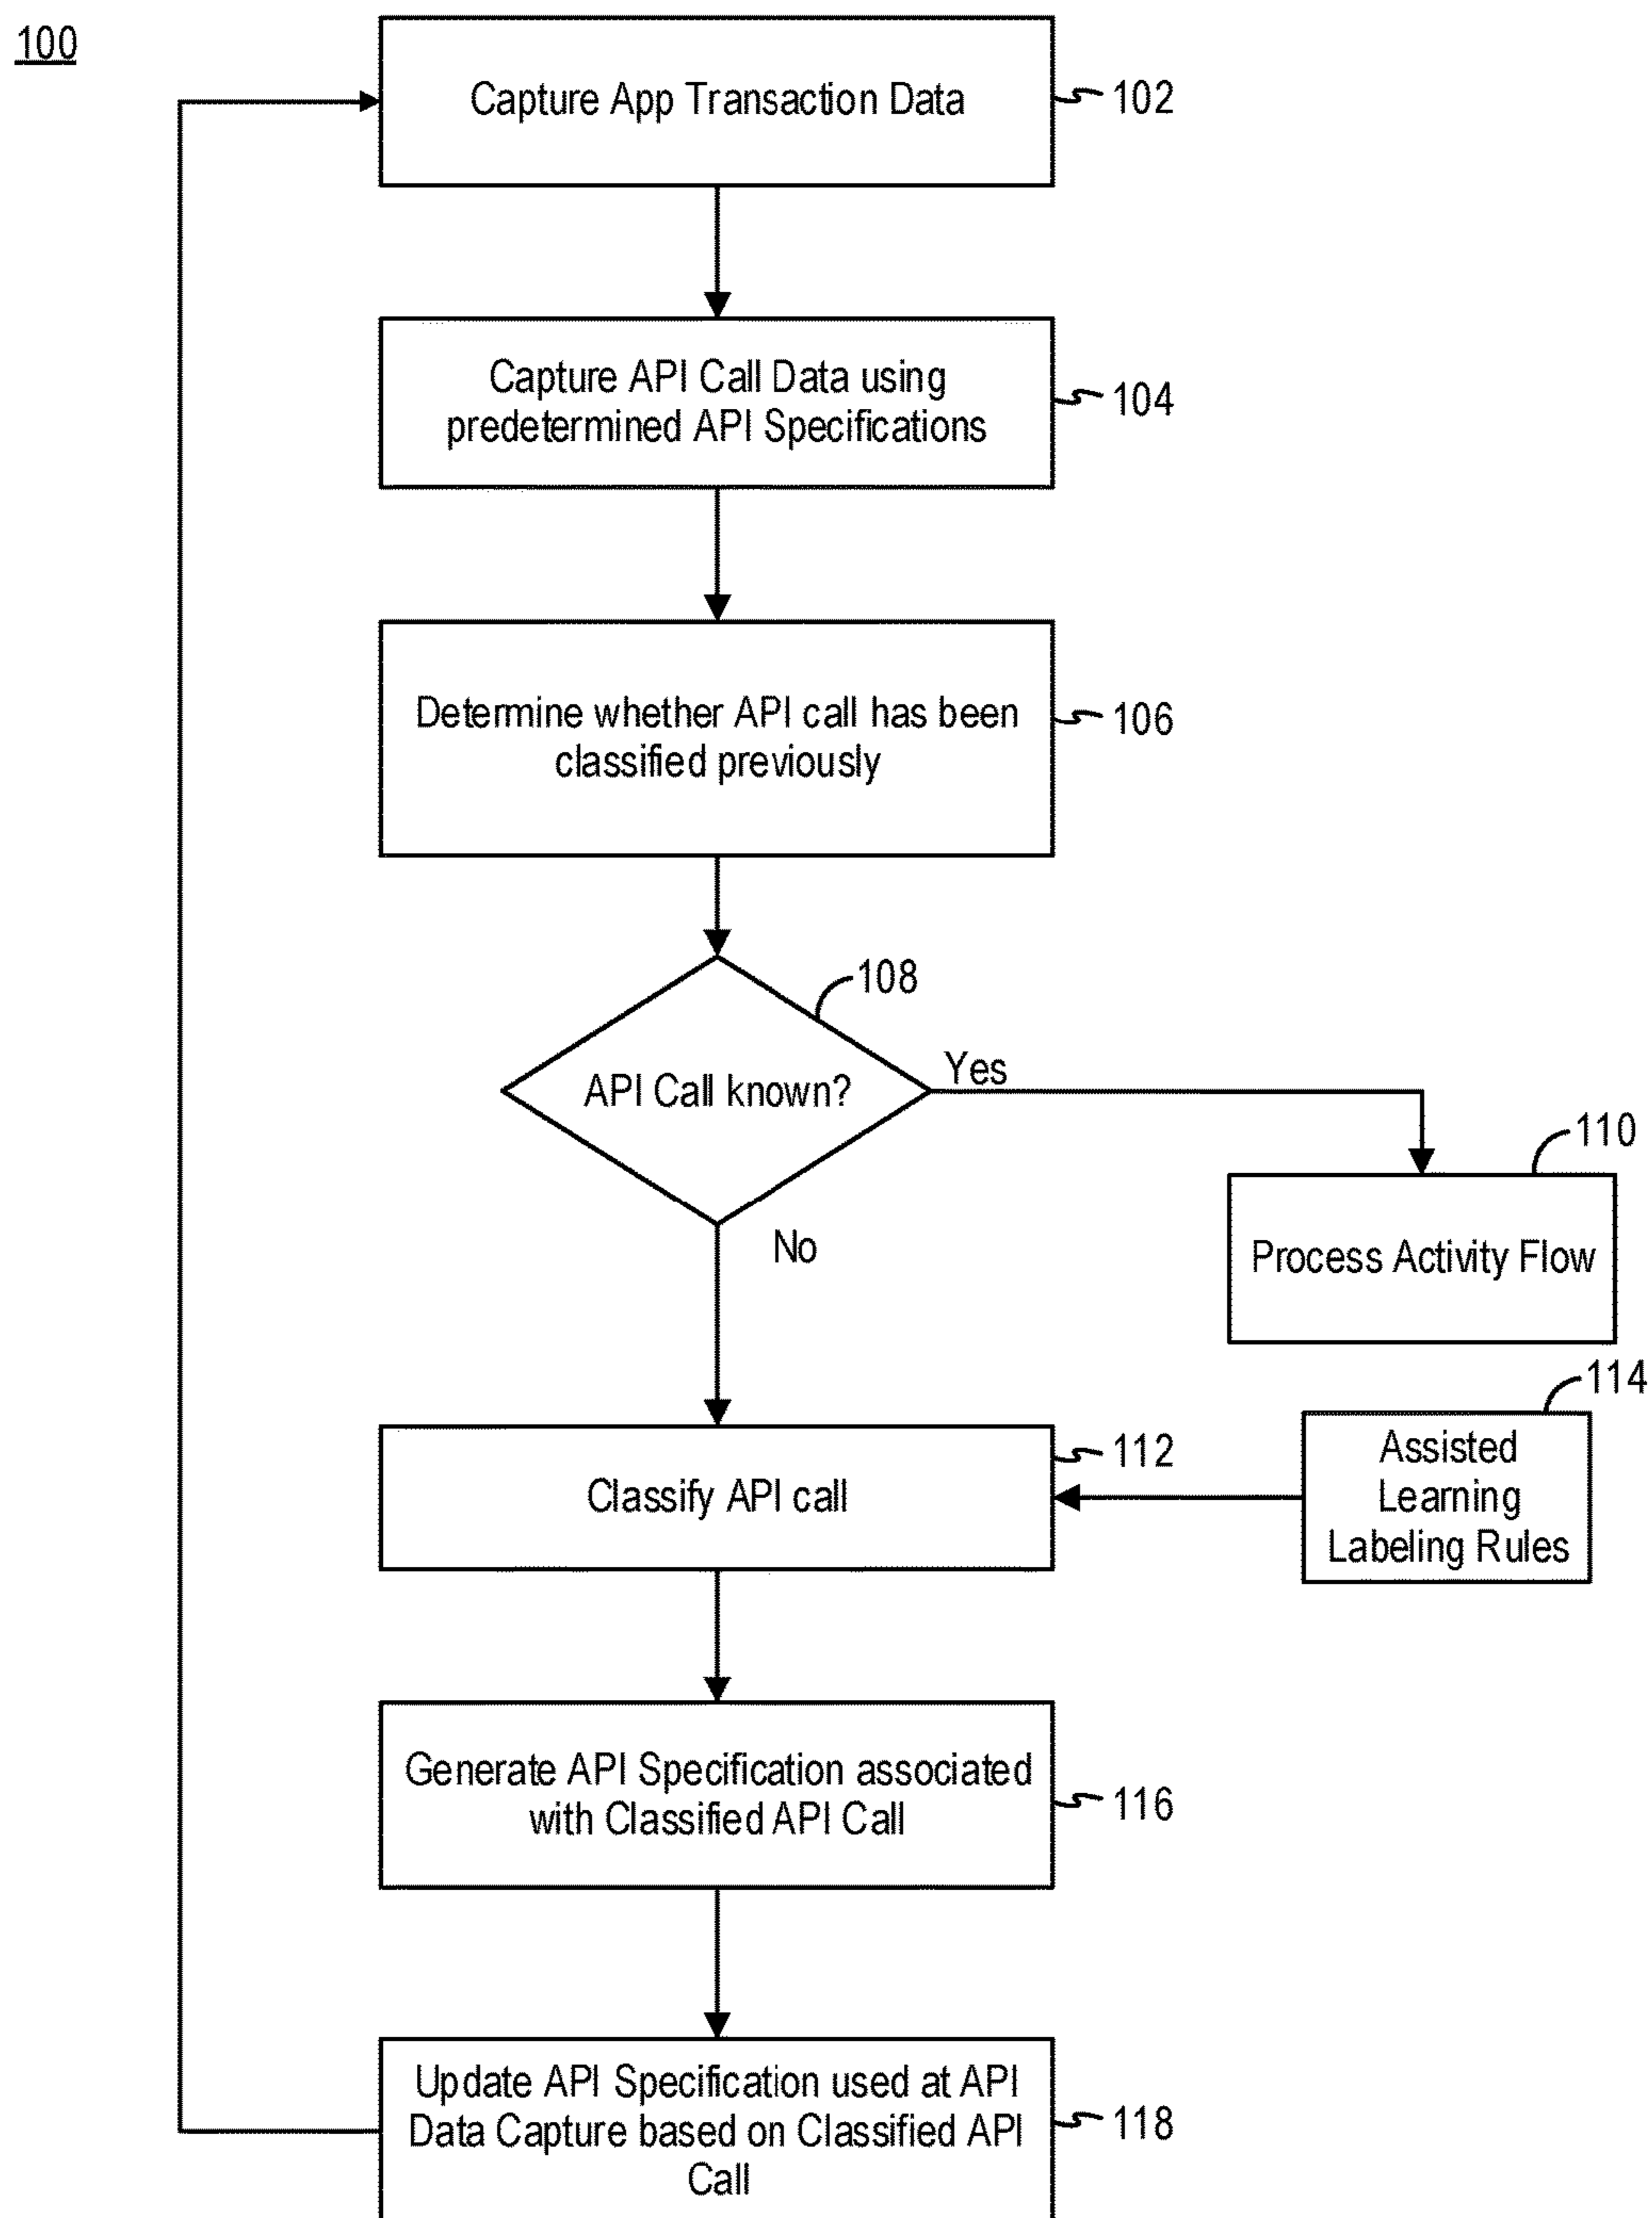 100
Capture App Transaction Data
102
Capture API Call Data using
predetermined API Specifications
104
Determine whether API call has been
classified previously
106
108
API Call known?
Yes
110
No
Process Activity Flow
114
112
Classify API call
Assisted
Learning
Labeling Rules
Generate API Specification associated
with Classified API Call
116
Update API Specification used at API
Data Capture based on Classified API
Call
118